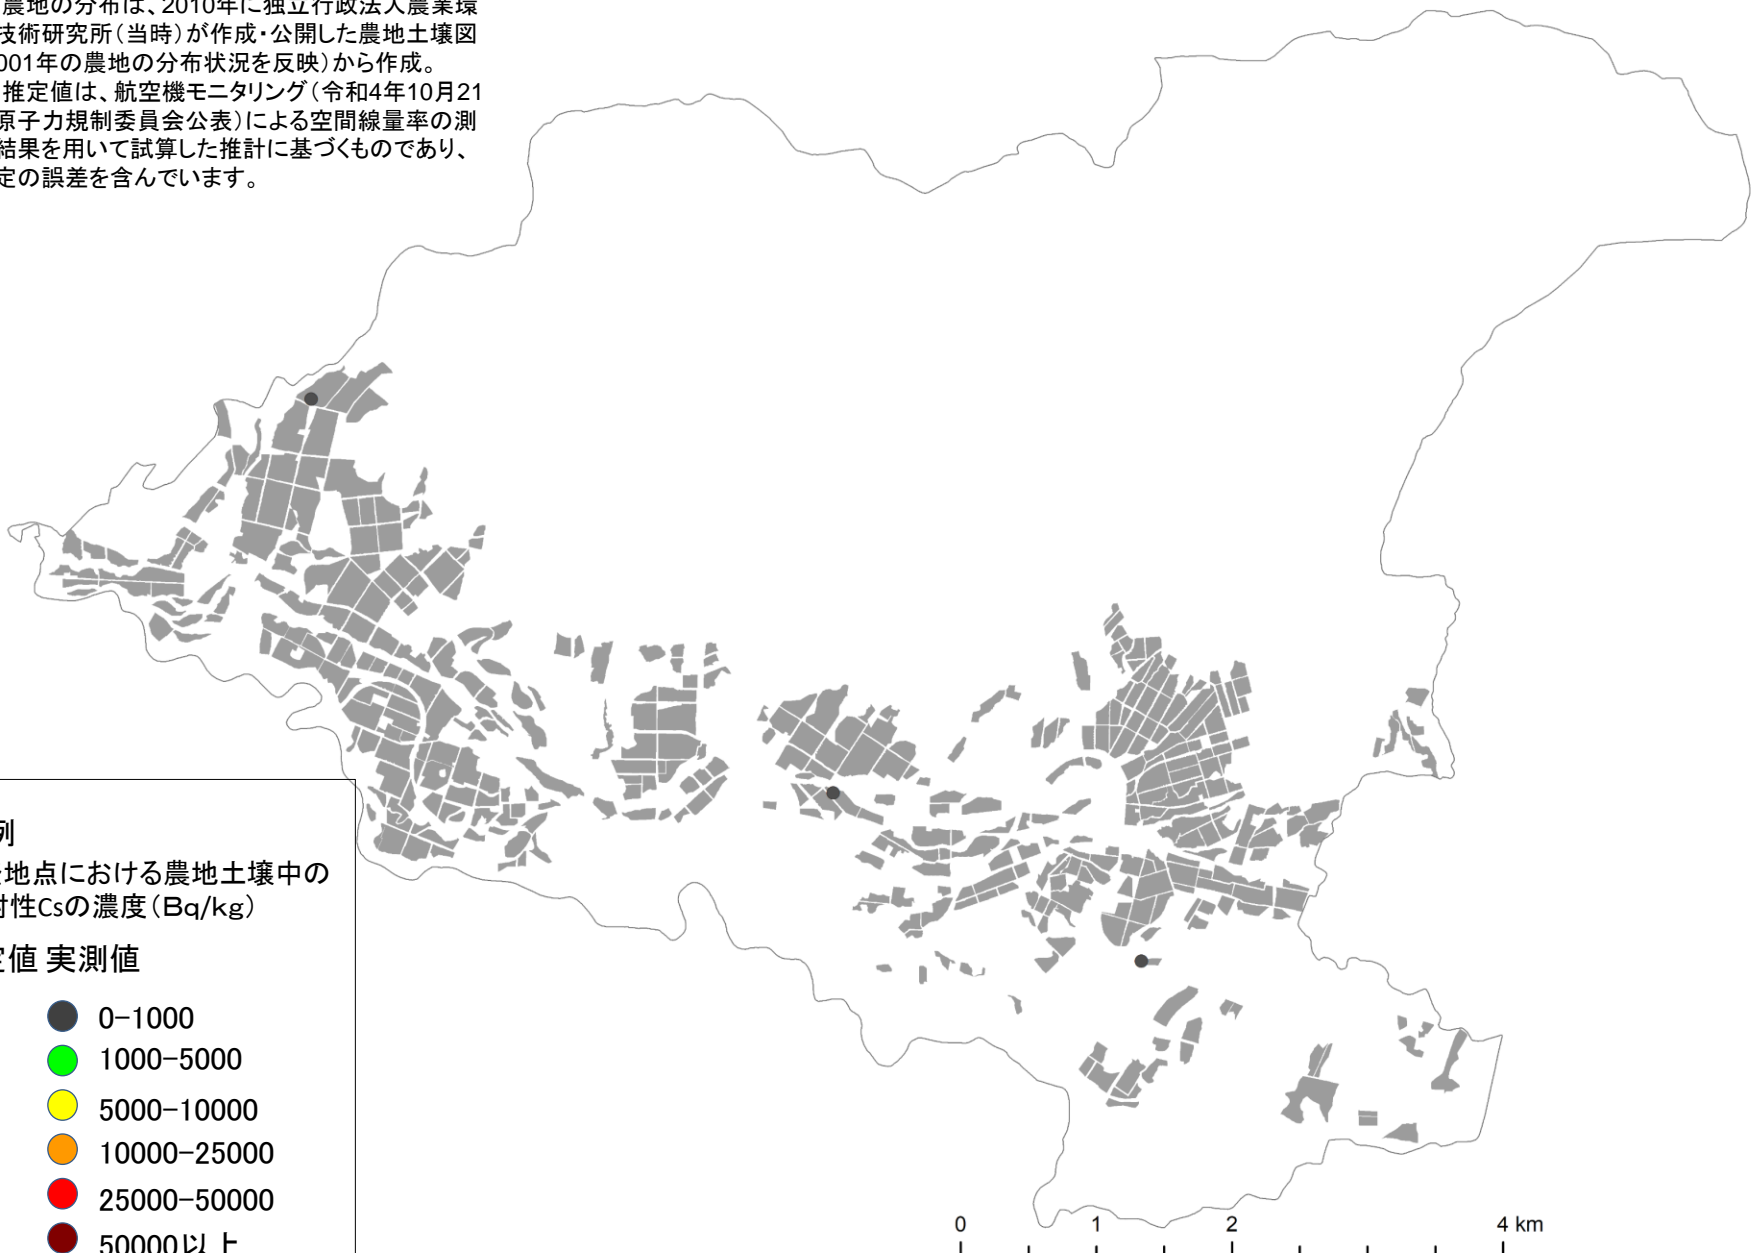 農地の分布は、2010年に独立行政法人農業環
技術研究所（当時）が作成・公開した農地土壌図
001年の農地の分布状況を反映）から作成。
推定値は、航空機モニタリング（令和4年10月21
原子力規制委員会公表）による空間線量率の測
結果を用いて試算した推計に基づくものであり、
定の誤差を含んでいます。
例
地点における農地土壌中の
射性Csの濃度（Bq/kg）
定値 実測値
0-1000
1000-5000
5000-10000
10000-25000
25000-50000
50000以上
0 1 2 4 km